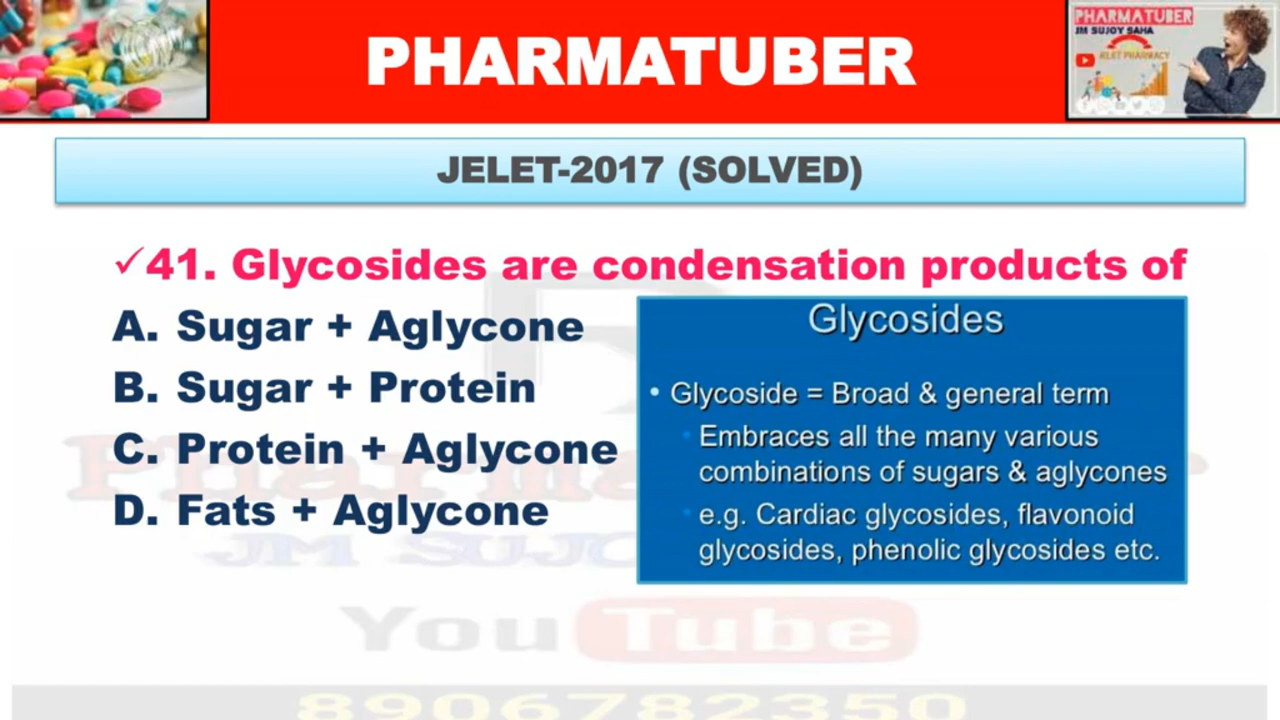 PHARMATUBER
PHARMATUBER
JM SUJOY SAHA
JELET PHARMACY
JELET-2017 (SOLVED)
✓41. Glycosides are condensation products of
A. Sugar + Aglycone
B. Sugar + Protein
C. Protein + Aglycone
D. Fats + Aglycone
Glycosides
• Glycoside = Broad & general term
• Embraces all the many various
combinations of sugars & aglycones
• e.g. Cardiac glycosides, flavonoid
glycosides, phenolic glycosides etc.
YouTube
8906782350